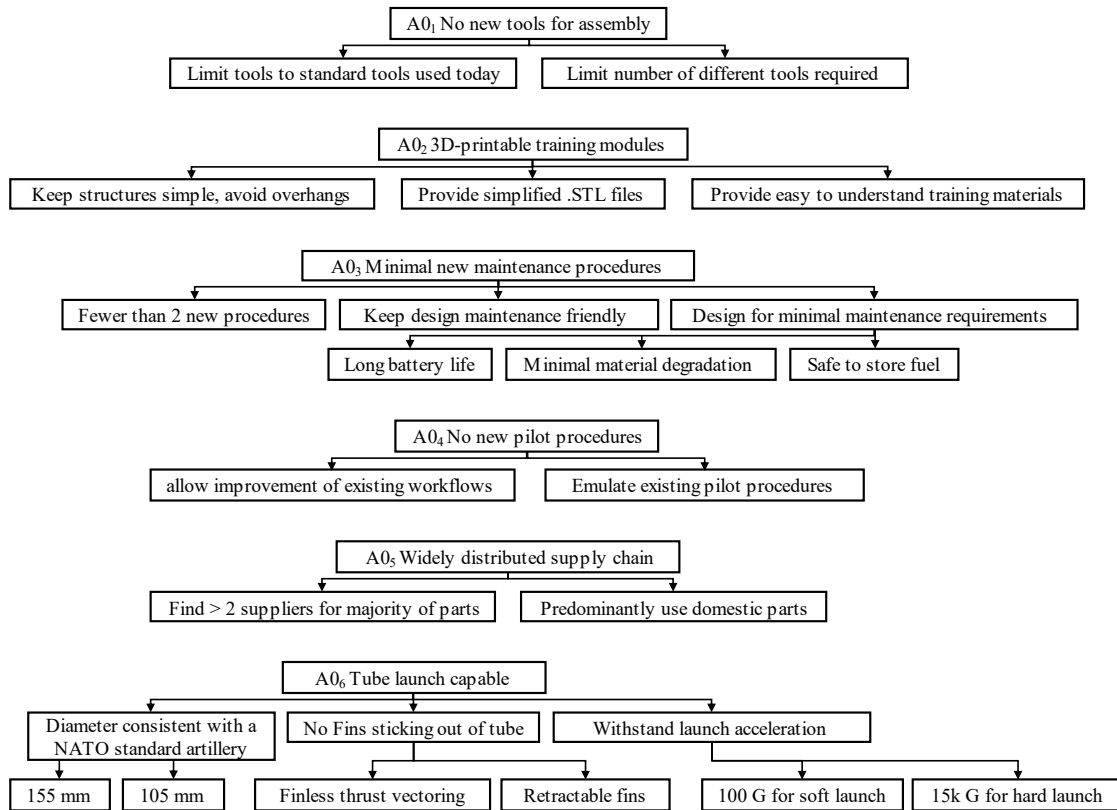 A0₁ No new tools for assembly
Limit tools to standard tools used today
Limit number of different tools required
A0₂ 3D-printable training modules
Keep structures simple, avoid overhangs
Provide simplified .STL files
Provide easy to understand training materials
A0₃ Minimal new maintenance procedures
Fewer than 2 new procedures
Keep design maintenance friendly
Design for minimal maintenance requirements
Long battery life
Minimal material degradation
Safe to store fuel
A0₄ No new pilot procedures
allow improvement of existing workflows
Emulate existing pilot procedures
A0₅ Widely distributed supply chain
Find > 2 suppliers for majority of parts
Predominantly use domestic parts
A0₆ Tube launch capable
Diameter consistent with a
NATO standard artillery
No Fins sticking out of tube
Withstand launch acceleration
155 mm
105 mm
Finless thrust vectoring
Retractable fins
100 G for soft launch
15k G for hard launch